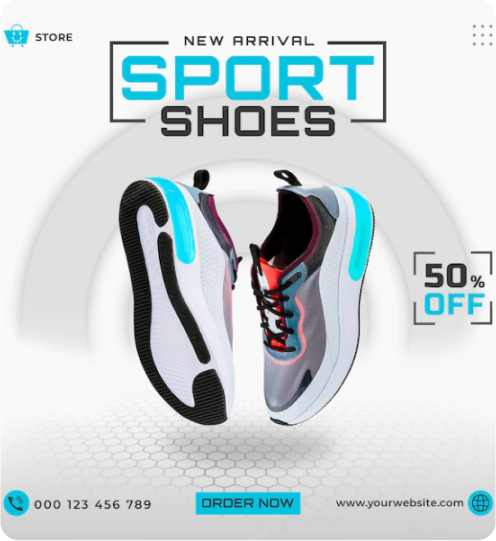 STORE
NEW ARRIVAL
SPORT
SHOES
50%
OFF
000 123 456 789
ORDER NOW
www.yourwebsite.com